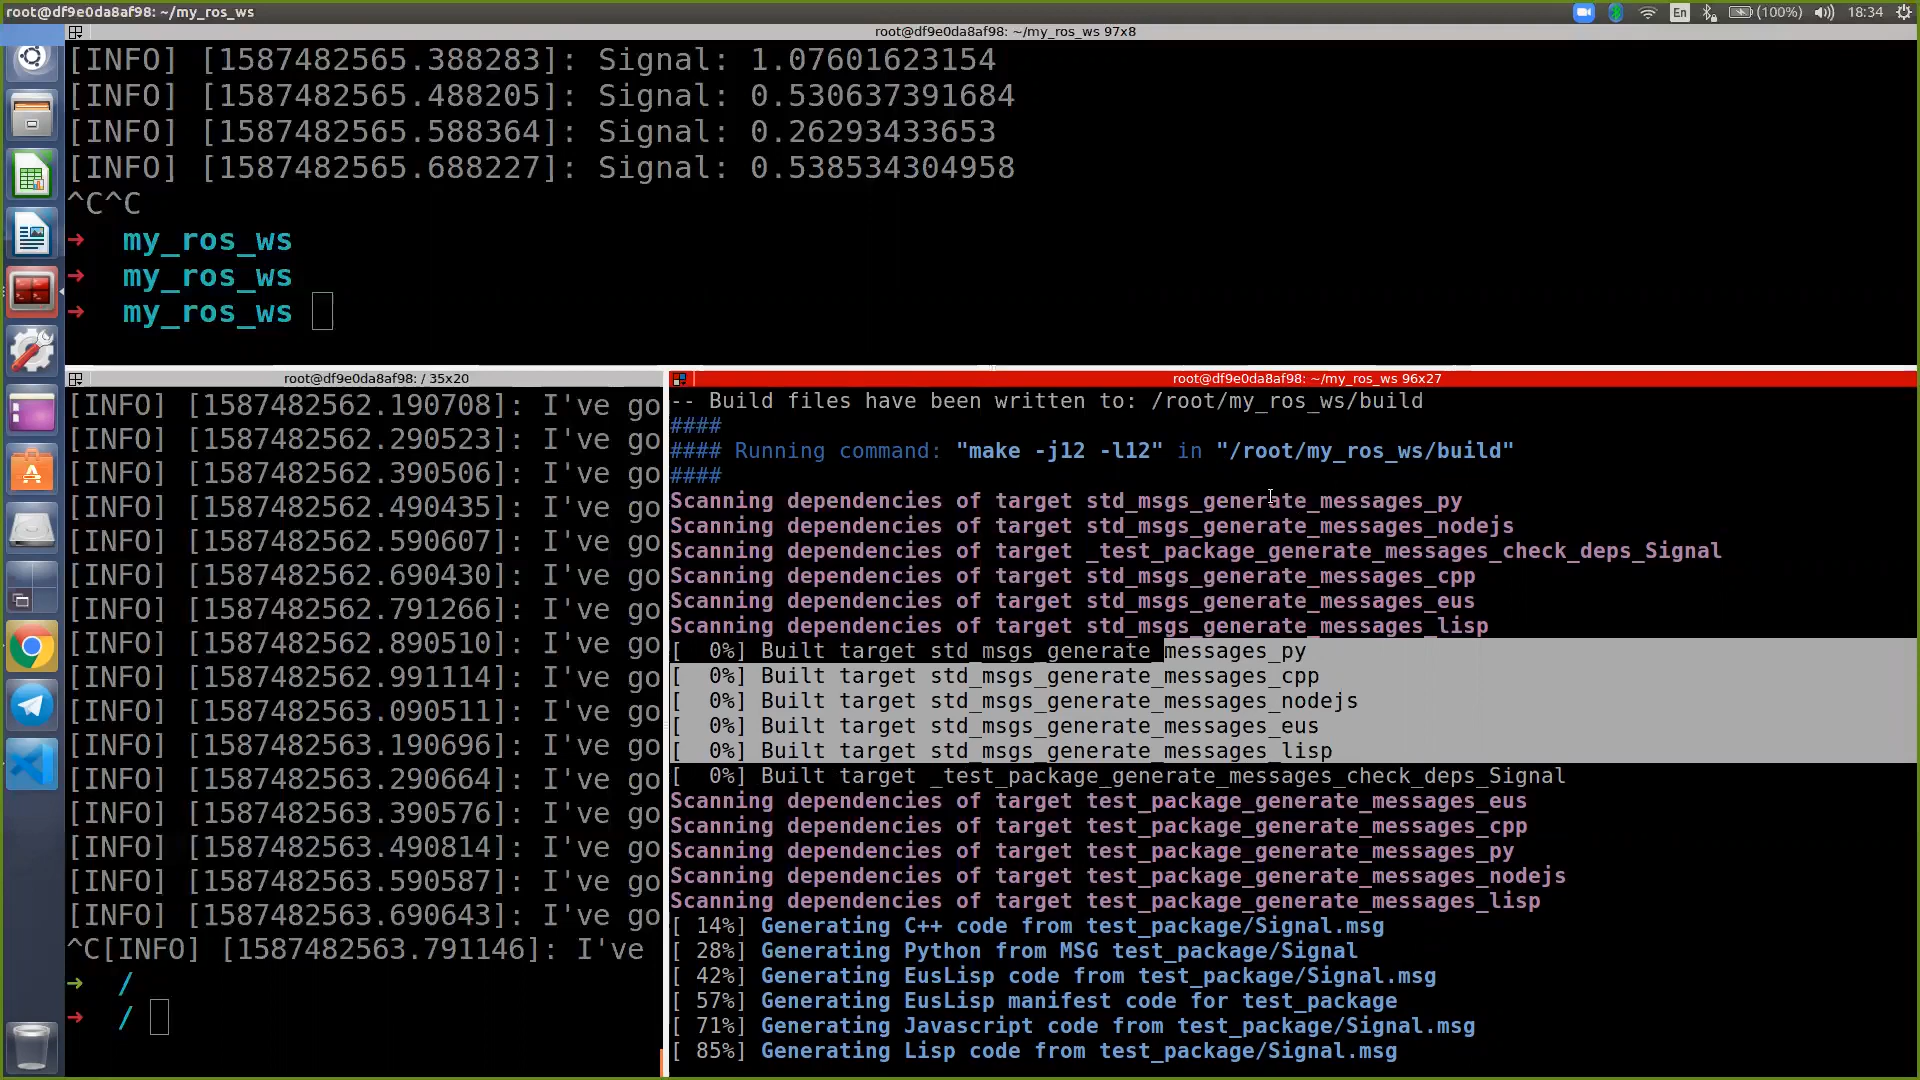 root@df9e0da8af98: ~/my_ros_ws
En
(100%)
18:34
root@df9e0da8af98: ~/my_ros_ws 97x8
[INFO] [1587482565.388283]: Signal: 1.07601623154
[INFO] [1587482565.488205]: Signal: 0.530637391684
[INFO] [1587482565.588364]: Signal: 0.26293433653
[INFO] [1587482565.688227]: Signal: 0.538534304958
^C^C
→ my_ros_ws
→ my_ros_ws
→ my_ros_ws
root@df9e0da8af98: / 35x20
[INFO] [1587482562.190708]: I've go
[INFO] [1587482562.290523]: I've go
[INFO] [1587482562.390506]: I've go
[INFO] [1587482562.490435]: I've go
[INFO] [1587482562.590607]: I've go
[INFO] [1587482562.690430]: I've go
[INFO] [1587482562.791266]: I've go
[INFO] [1587482562.890510]: I've go
[INFO] [1587482562.991114]: I've go
[INFO] [1587482563.090511]: I've go
[INFO] [1587482563.190696]: I've go
[INFO] [1587482563.290664]: I've go
[INFO] [1587482563.390576]: I've go
[INFO] [1587482563.490814]: I've go
[INFO] [1587482563.590587]: I've go
[INFO] [1587482563.690643]: I've go
^C[INFO] [1587482563.791146]: I've
→ /
→ /
root@df9e0da8af98: ~/my_ros_ws 96x27
-- Build files have been written to: /root/my_ros_ws/build
####
#### Running command: "make -j12 -l12" in "/root/my_ros_ws/build"
####
Scanning dependencies of target std_msgs_generate_messages_py
Scanning dependencies of target std_msgs_generate_messages_nodejs
Scanning dependencies of target _test_package_generate_messages_check_deps_Signal
Scanning dependencies of target std_msgs_generate_messages_cpp
Scanning dependencies of target std_msgs_generate_messages_eus
Scanning dependencies of target std_msgs_generate_messages_lisp
[  0%] Built target std_msgs_generate_messages_py
[  0%] Built target std_msgs_generate_messages_cpp
[  0%] Built target std_msgs_generate_messages_nodejs
[  0%] Built target std_msgs_generate_messages_eus
[  0%] Built target std_msgs_generate_messages_lisp
[  0%] Built target _test_package_generate_messages_check_deps_Signal
Scanning dependencies of target test_package_generate_messages_eus
Scanning dependencies of target test_package_generate_messages_cpp
Scanning dependencies of target test_package_generate_messages_py
Scanning dependencies of target test_package_generate_messages_nodejs
Scanning dependencies of target test_package_generate_messages_lisp
[ 14%] Generating C++ code from test_package/Signal.msg
[ 28%] Generating Python from MSG test_package/Signal
[ 42%] Generating EusLisp code from test_package/Signal.msg
[ 57%] Generating EusLisp manifest code for test_package
[ 71%] Generating Javascript code from test_package/Signal.msg
[ 85%] Generating Lisp code from test_package/Signal.msg